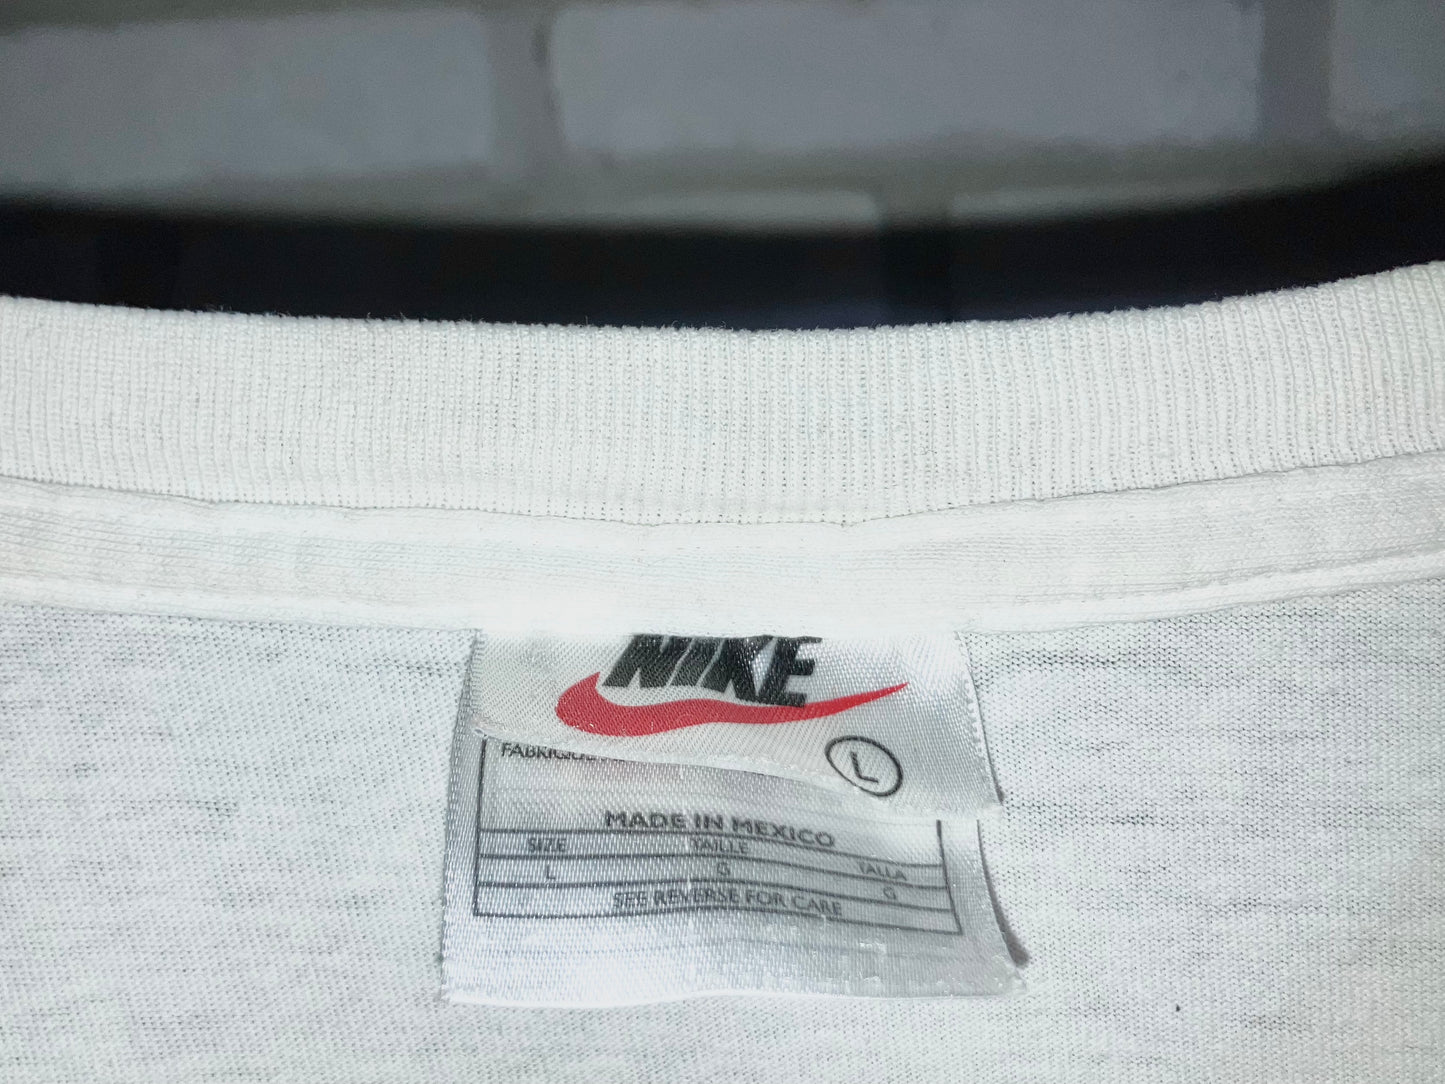 NIKE
L
MADE IN MEXICO
SIZE TAILLE TALLA
L G G
SEE REVERSE FOR CARE